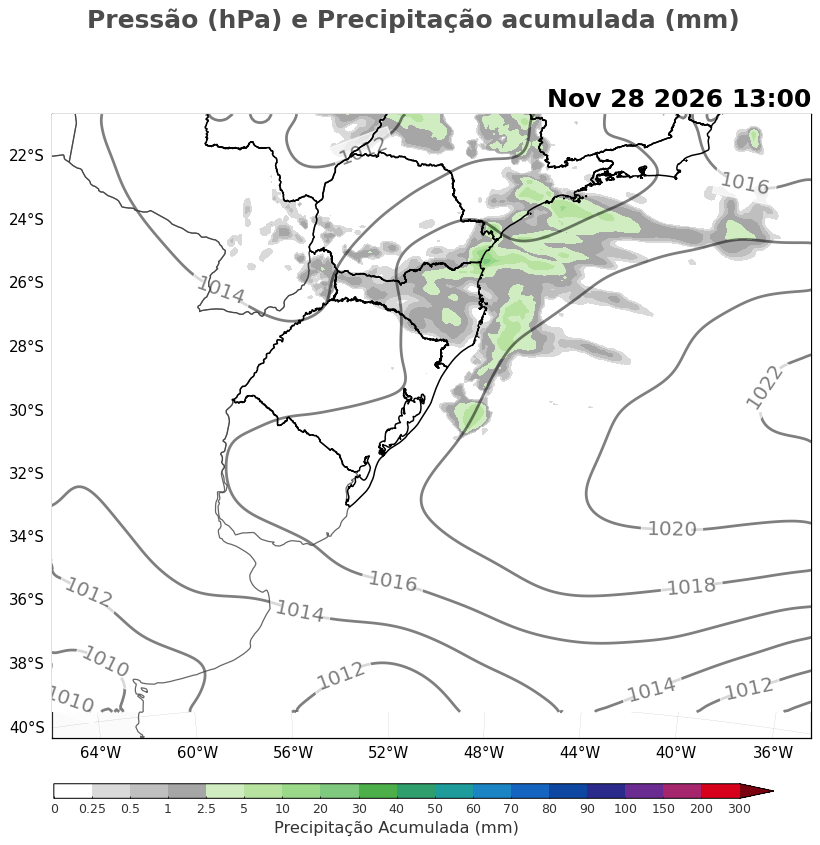 Pressão (hPa) e Precipitação acumulada (mm)
Nov 28 2026 13:00
1012
22°S
1016
24°S
26°S
1014
28°S
1022
30°S
32°S
1020
34°S
1012
1016
1018
36°S
1014
1010
1012
1014
1012
38°S
1010
40°S
64°W 60°W 56°W 52°W 48°W 44°W 40°W 36°W
0 0.25 0.5 1 2.5 5 10 20 30 40 50 60 70 80 90 100 150 200 300
Precipitação Acumulada (mm)